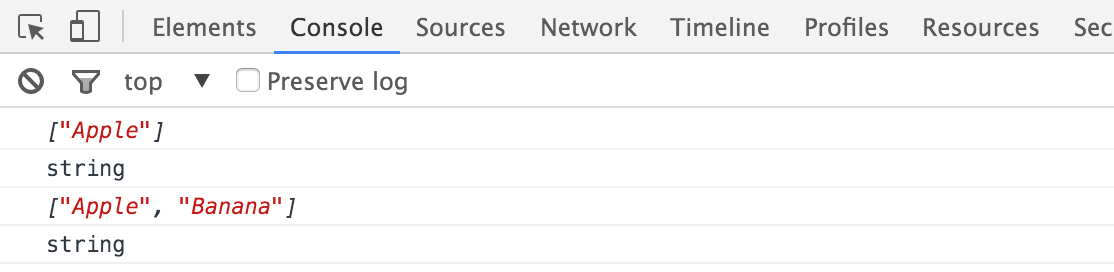 Elements Console Sources Network Timeline Profiles Resources Sec
top Preserve log
["Apple"]
string
["Apple", "Banana"]
string